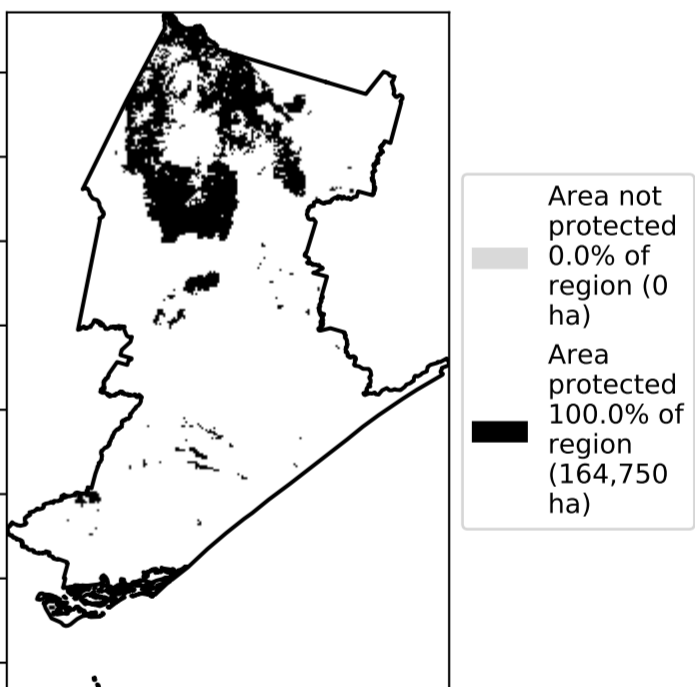 Area not
protected
0.0% of
region (0
ha)
Area
protected
100.0% of
region
(164,750
ha)